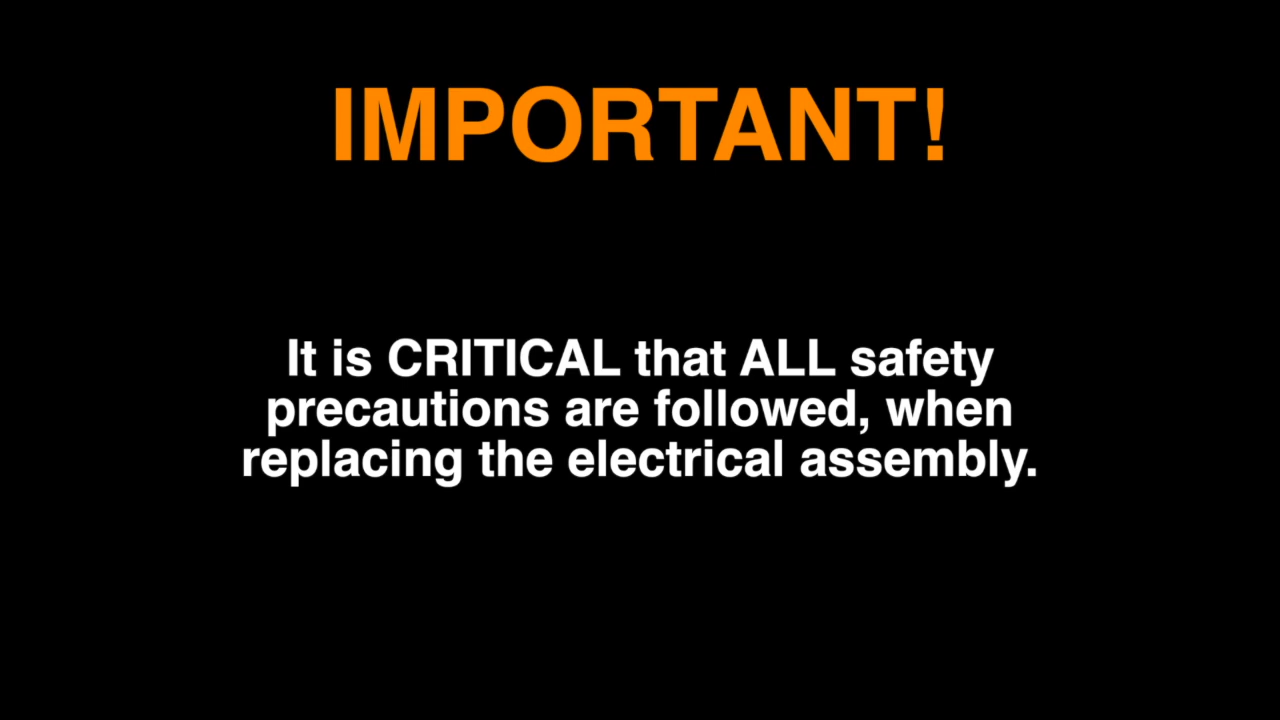 IMPORTANT!
It is CRITICAL that ALL safety
precautions are followed, when
replacing the electrical assembly.